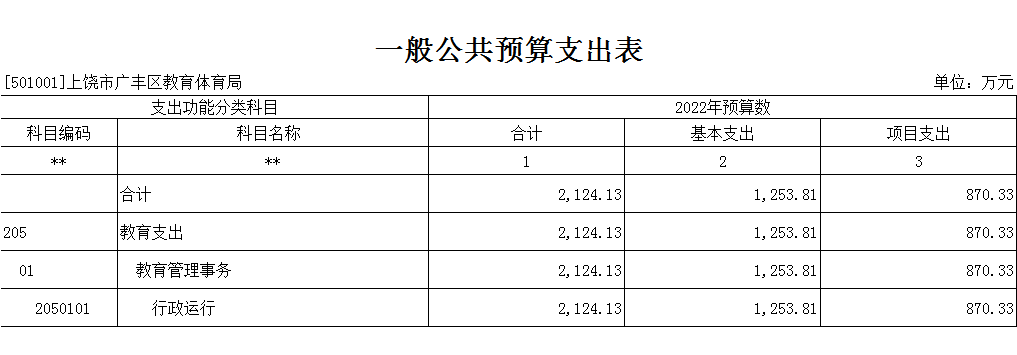 一般公共预算支出表
[501001]上饶市广丰区教育体育局 单位：万元
支出功能分类科目 2022年预算数
科目编码 科目名称 合计 基本支出 项目支出
** ** 1 2 3
合计 2,124.13 1,253.81 870.33
205 教育支出 2,124.13 1,253.81 870.33
01 教育管理事务 2,124.13 1,253.81 870.33
2050101 行政运行 2,124.13 1,253.81 870.33